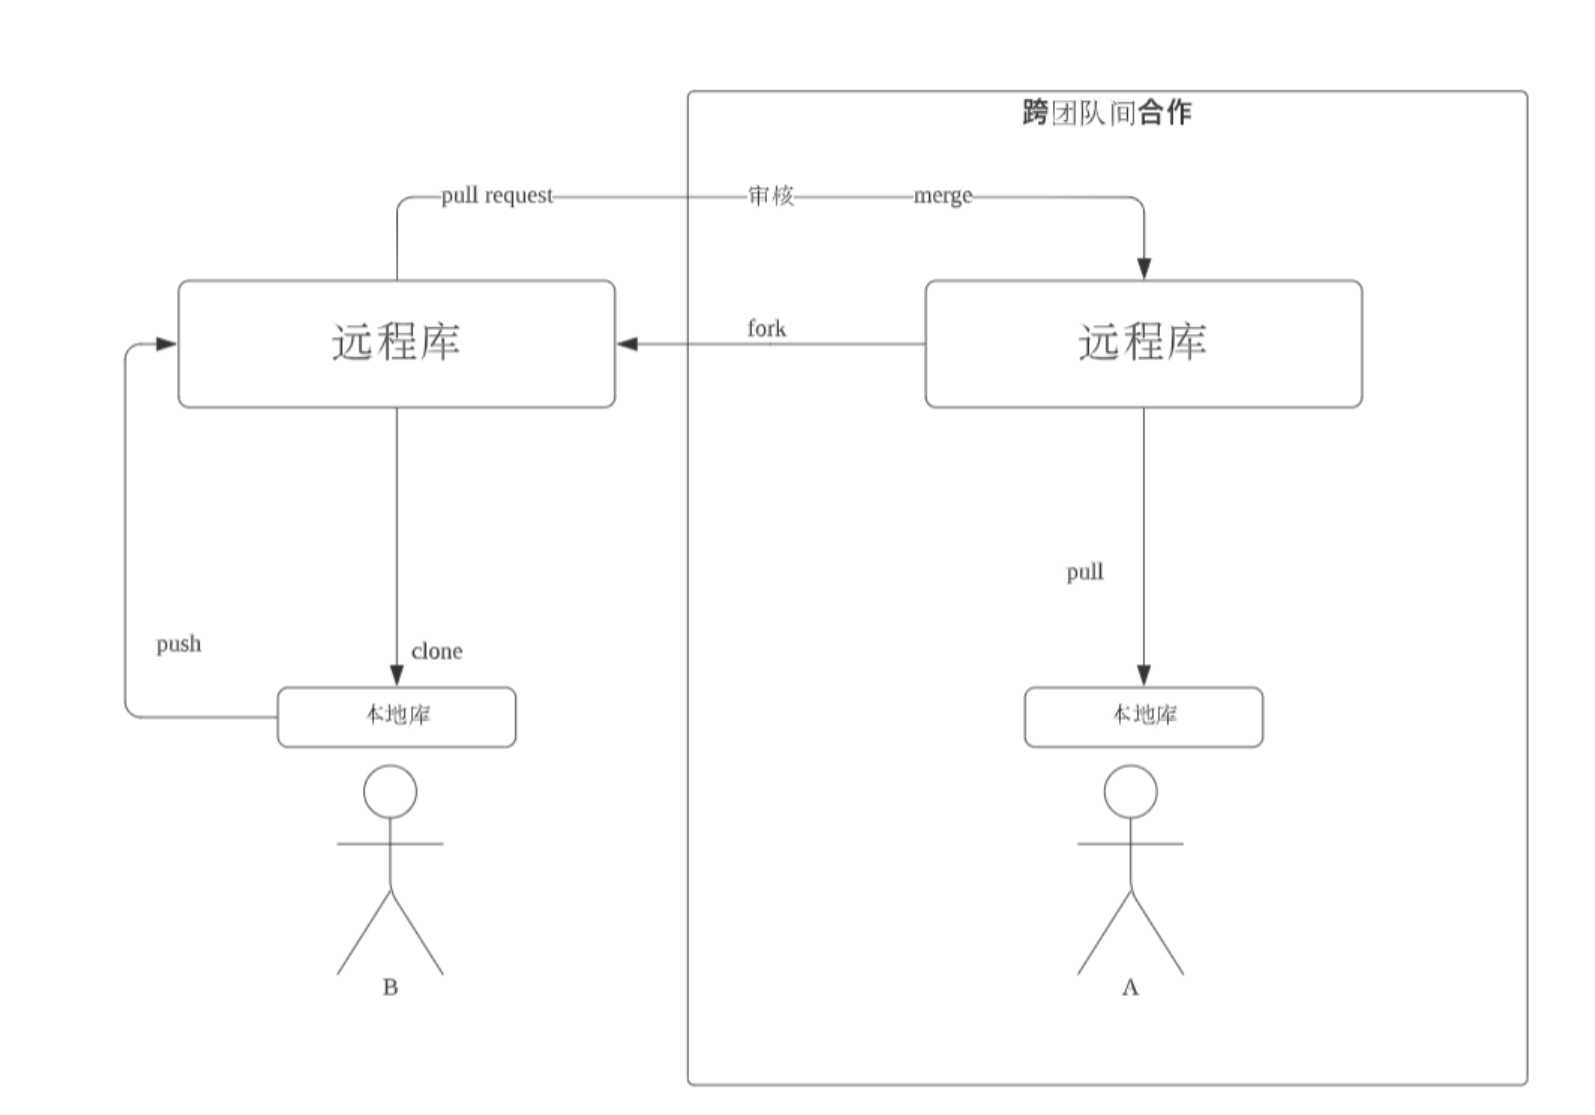 跨团队间合作
pull request
审核
merge
远程库
fork
远程库
pull
push
clone
本地库
本地库
B
A